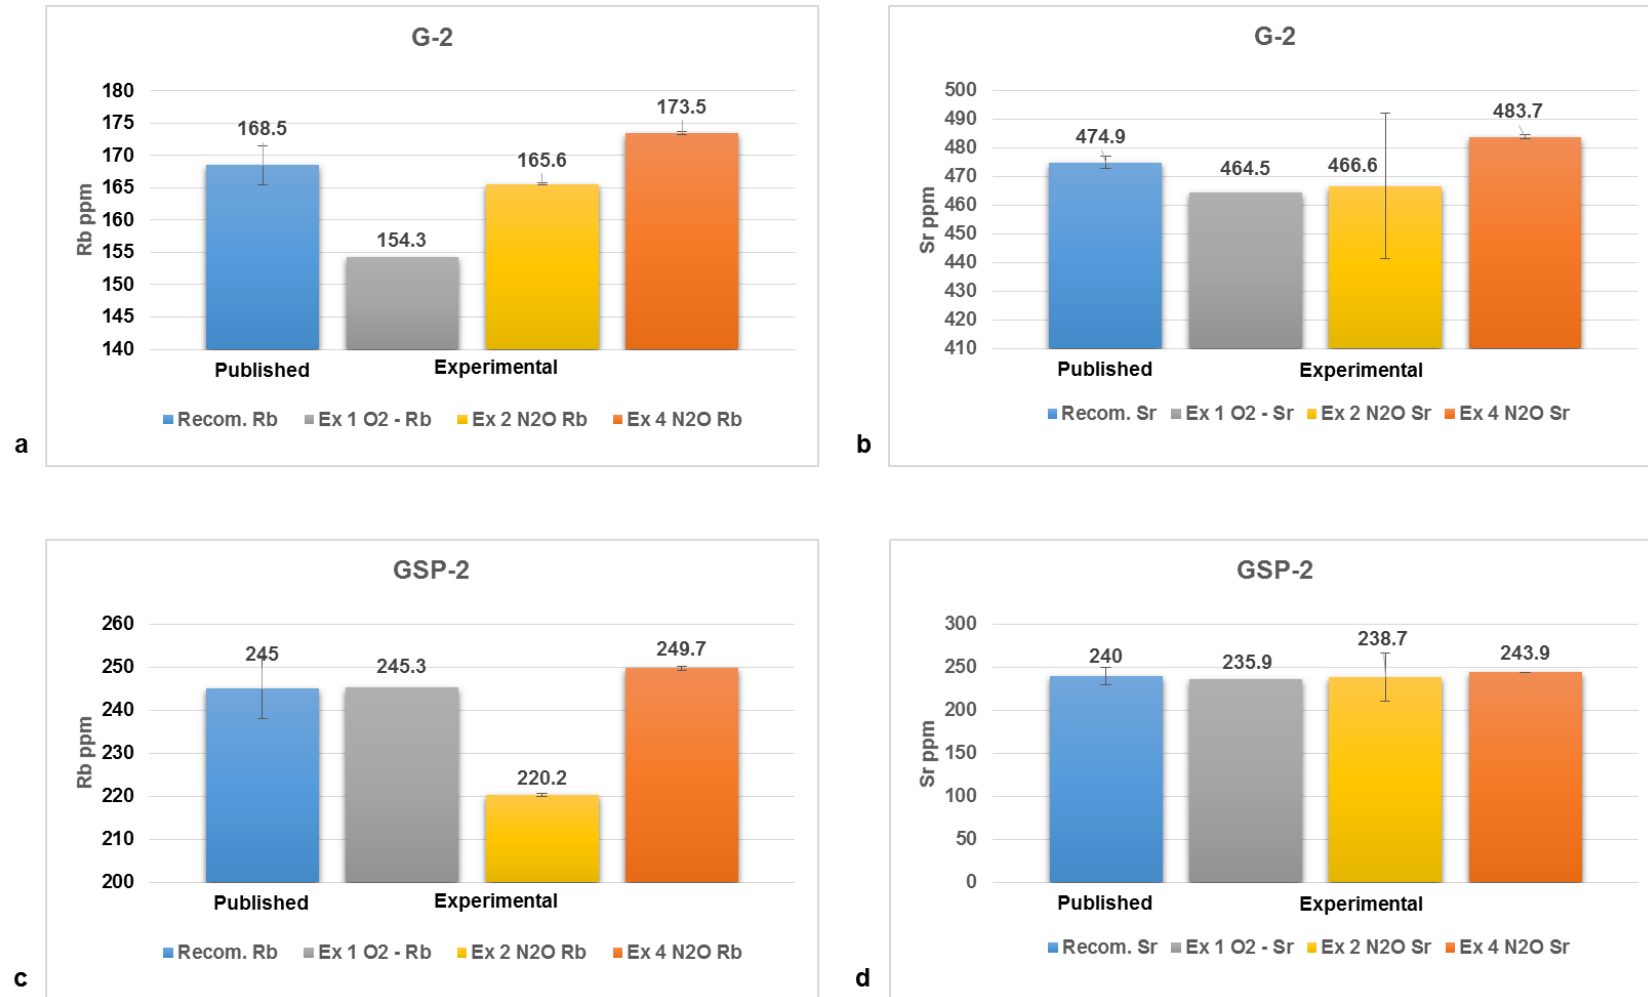 G-2
180
175
170
165
160
155
150
145
140
Rb ppm
168.5
154.3
165.6
173.5
Published
Experimental
Recom. Rb Ex 1 O2 - Rb Ex 2 N2O Rb Ex 4 N2O Rb
a
G-2
500
490
480
470
460
450
440
430
420
410
Sr ppm
474.9
464.5
466.6
483.7
Published
Experimental
Recom. Sr Ex 1 O2 - Sr Ex 2 N2O Sr Ex 4 N2O Sr
b
GSP-2
260
250
240
230
220
210
200
Rb ppm
245
245.3
220.2
249.7
Published
Experimental
Recom. Rb Ex 1 O2 - Rb Ex 2 N2O Rb Ex 4 N2O Rb
c
GSP-2
300
250
200
150
100
50
0
Sr ppm
240
235.9
238.7
243.9
Published
Experimental
Recom. Sr Ex 1 O2 - Sr Ex 2 N2O Sr Ex 4 N2O Sr
d